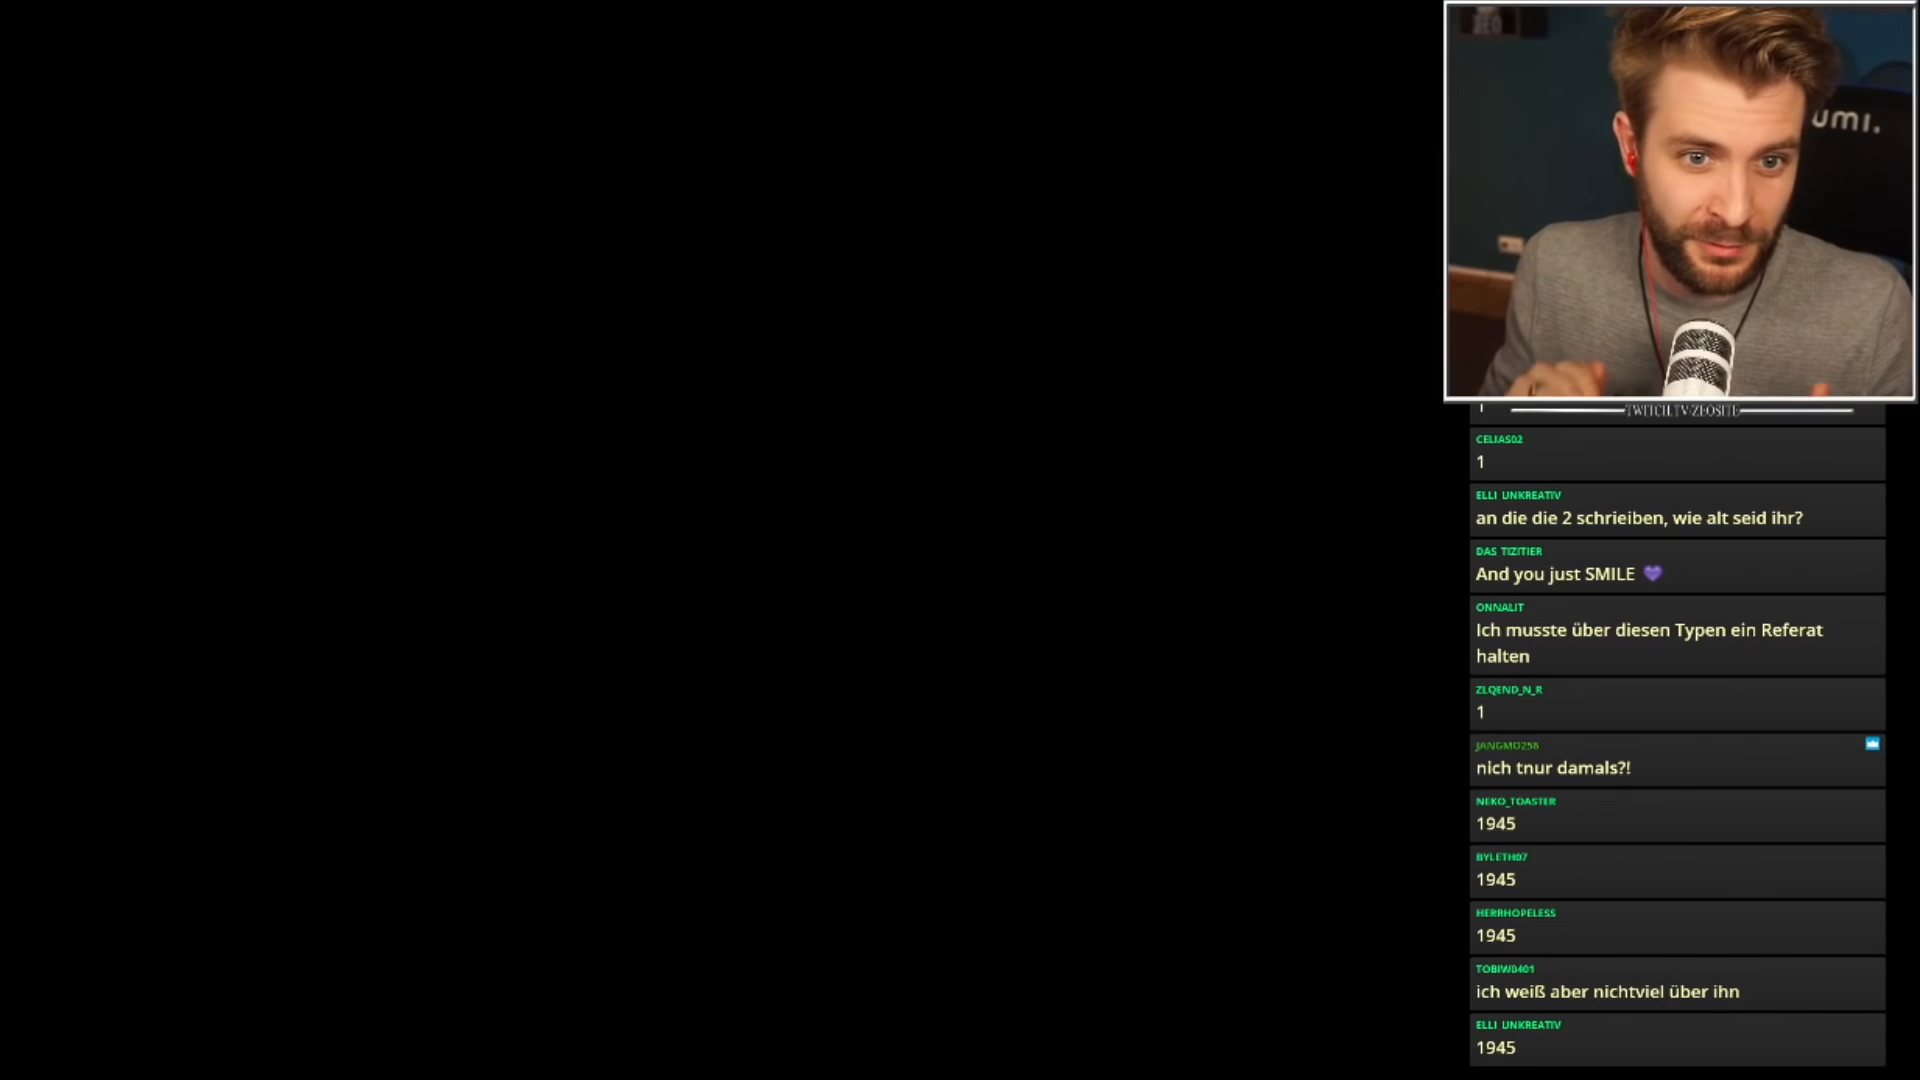 umi.
1
TWITCH.TV/ZEOSITE
CELIAS02
1
ELLI UNKREATIV
an die die 2 schrieiben, wie alt seid ihr?
DAS TIZITIER
And you just SMILE 💜
ONNALIT
Ich musste über diesen Typen ein Referat
halten
ZLQEND_N_R
1
JANGMO256
nich tnur damals?!
NEKO_TOASTER
1945
BYLETH07
1945
HERRHOPELESS
1945
TOBIW0401
ich weiß aber nichtviel über ihn
ELLI UNKREATIV
1945